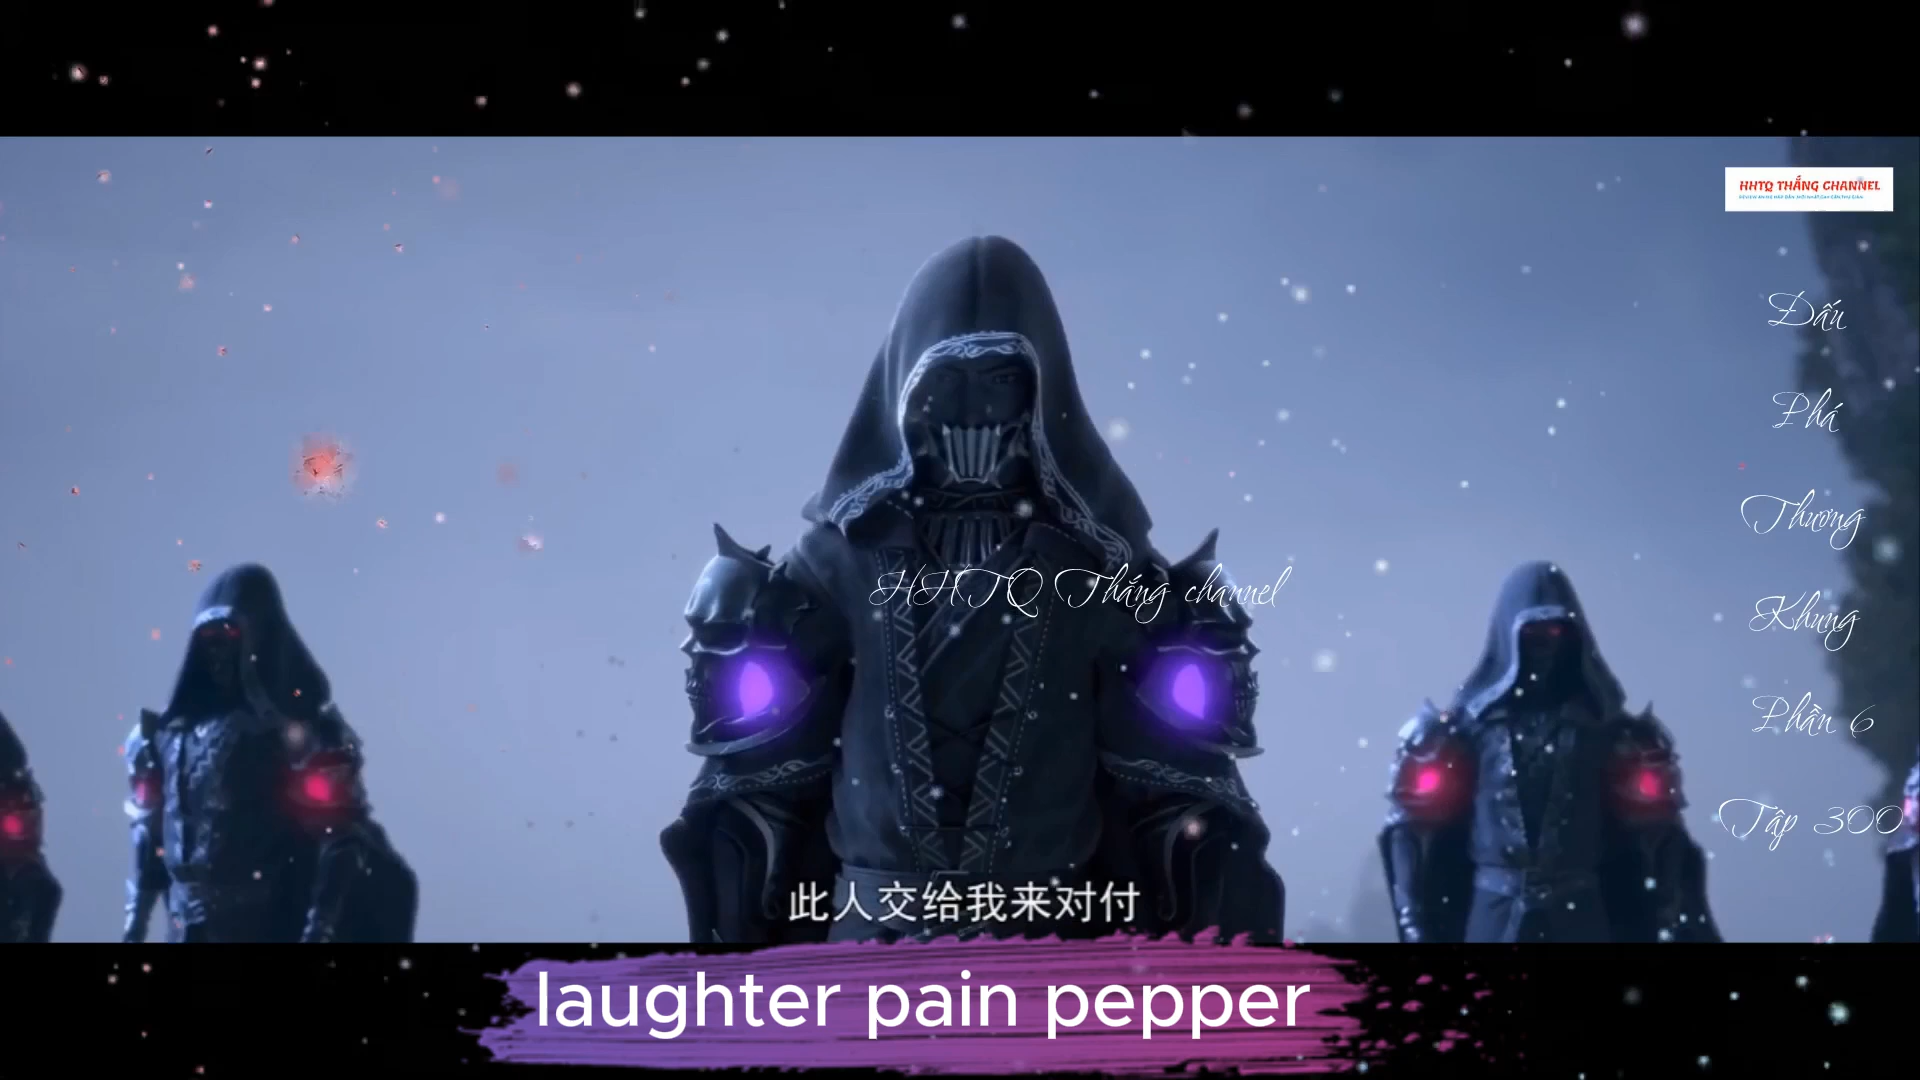 HHTQ THẮNG CHANNEL
Đấu
Phá
Thương
Khung
Phần 6
Tập 300
HHTQ Thắng channel
此人交给我来对付
laughter pain pepper